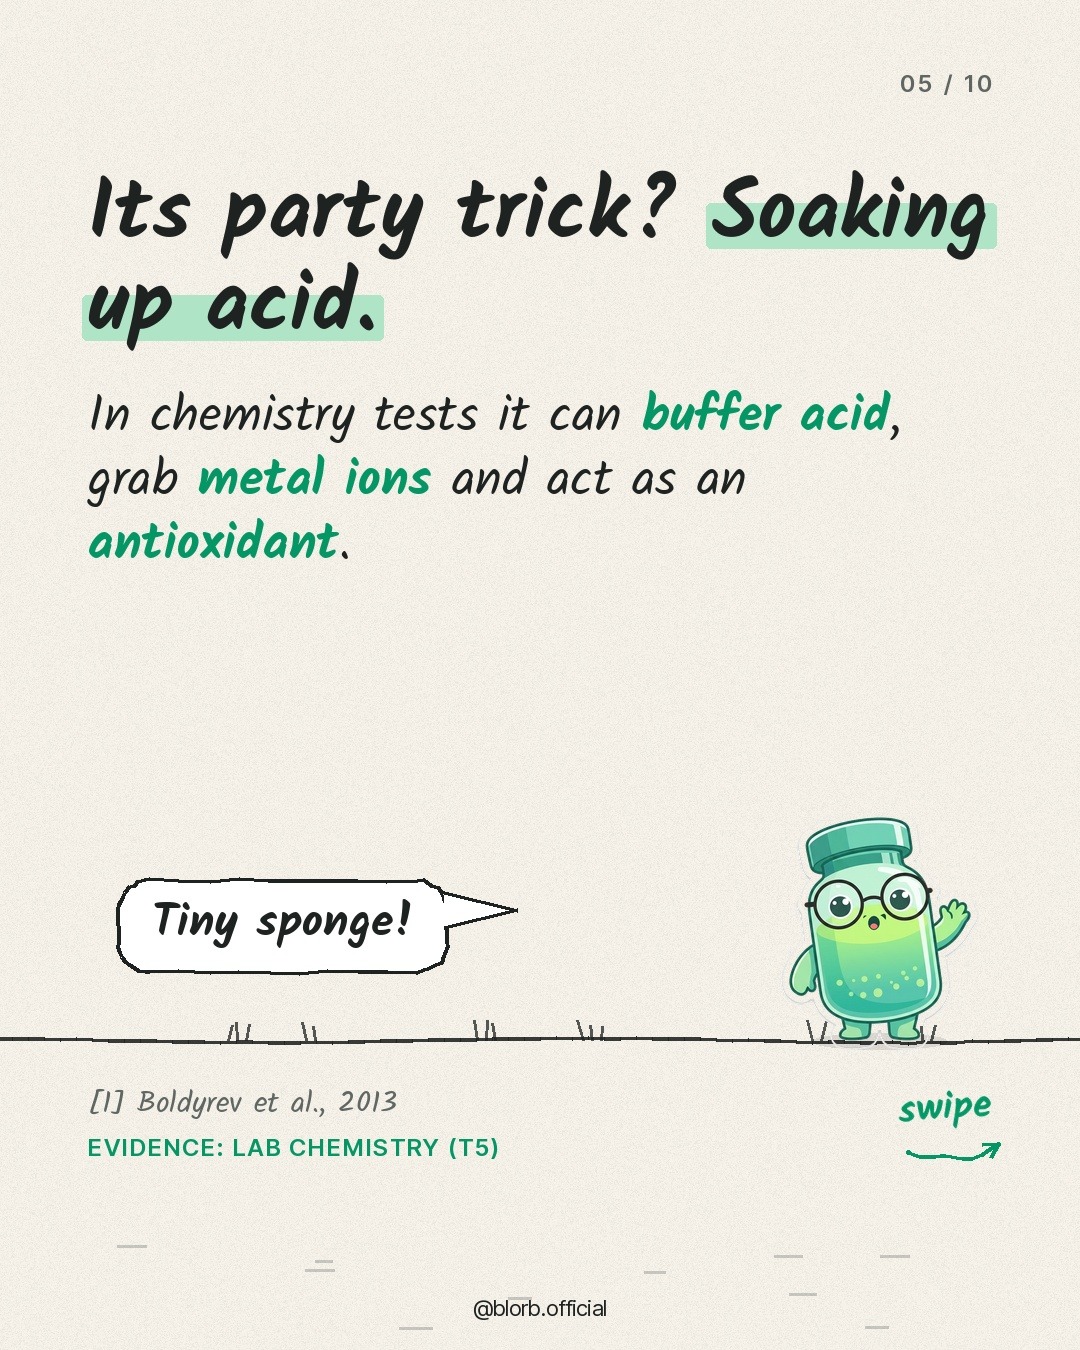 05 / 10
Its party trick? Soaking
up acid.
In chemistry tests it can buffer acid,
grab metal ions and act as an
antioxidant.
Tiny sponge!
[1] Boldyrev et al., 2013
EVIDENCE: LAB CHEMISTRY (T5)
swipe
@blorb.official